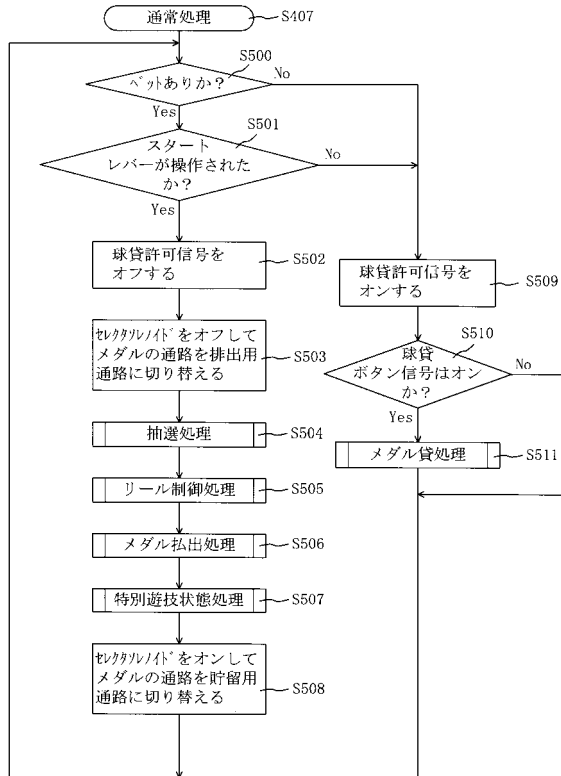 通常処理
S407
S500
ベットありか?
No
Yes
S501
スタート
レバーが操作された
か?
No
Yes
球貸許可信号を
オフする
S502
球貸許可信号を
オンする
S509
セレクタソレノイドをオフして
メダルの通路を排出用
通路に切り替える
S503
S510
球貸
ボタン信号はオン
か?
No
Yes
抽選処理
S504
メダル貸処理
S511
リール制御処理
S505
メダル払出処理
S506
特別遊技状態処理
S507
セレクタソレノイドをオンして
メダルの通路を貯留用
通路に切り替える
S508